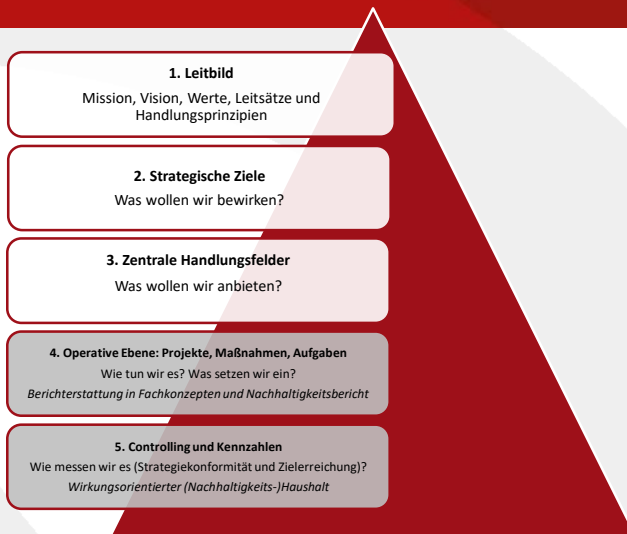 1. Leitbild
Mission, Vision, Werte, Leitsätze und
Handlungsprinzipien
2. Strategische Ziele
Was wollen wir bewirken?
3. Zentrale Handlungsfelder
Was wollen wir anbieten?
4. Operative Ebene: Projekte, Maßnahmen, Aufgaben
Wie tun wir es? Was setzen wir ein?
Berichterstattung in Fachkonzepten und Nachhaltigkeitsbericht
5. Controlling und Kennzahlen
Wie messen wir es (Strategiekonformität und Zielerreichung)?
Wirkungsorientierter (Nachhaltigkeits-)Haushalt